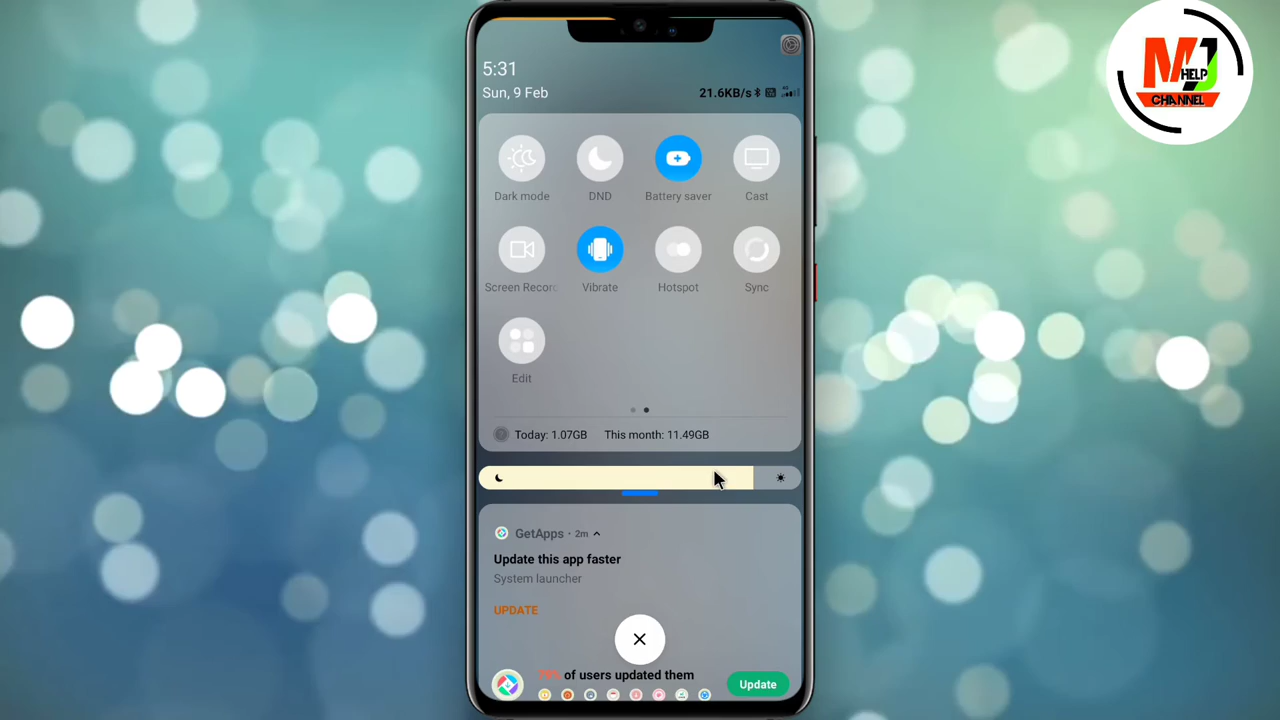 MJ
HELP
CHANNEL
5:31
Sun, 9 Feb
21.6KB/s
Dark mode
DND
Battery saver
Cast
Screen Recorc
Vibrate
Hotspot
Sync
Edit
Today: 1.07GB This month: 11.49GB
GetApps · 2m
Update this app faster
System launcher
UPDATE
of users updated them
Update